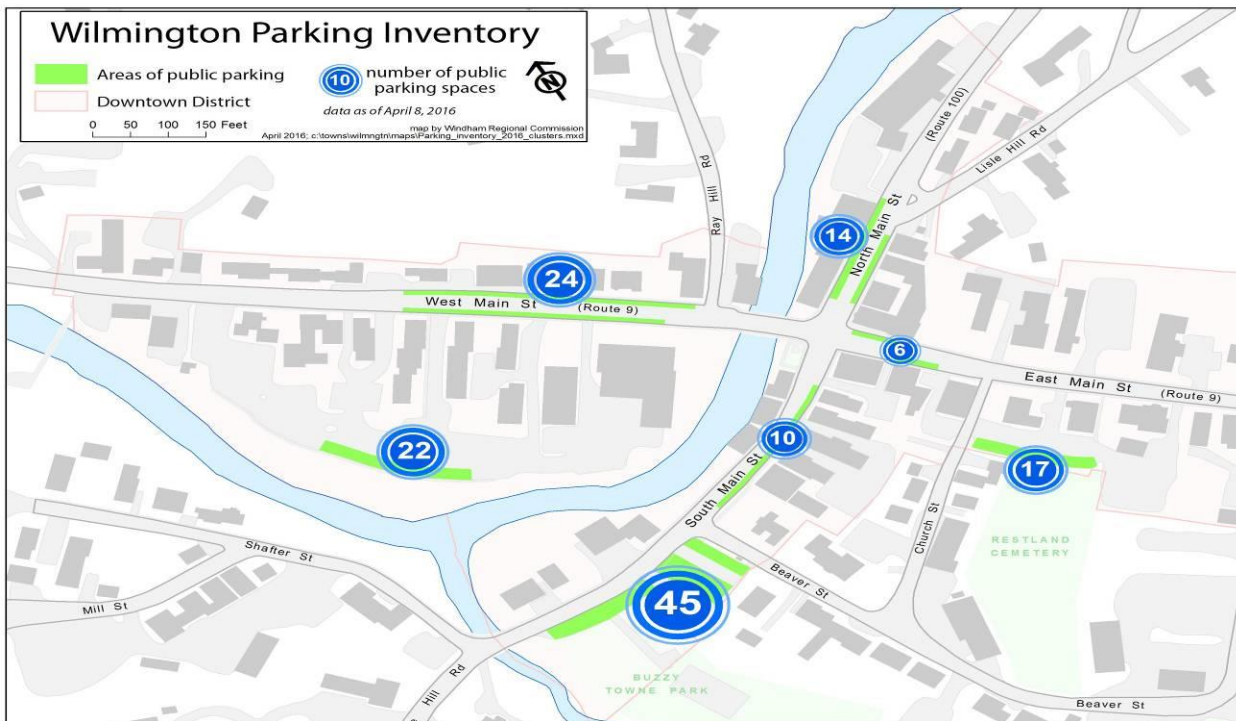 Wilmington Parking Inventory
Areas of public parking
10
number of public
parking spaces
N
Downtown District
data as of April 8, 2016
0 50 100 150 Feet
map by Windham Regional Commission
April 2016; c:\towns\wilmngtn\maps\Parking_inventory_2016_clusters.mxd
(Route 100)
Lisle Hill Rd
Ray Hill Rd
North Main St
14
24
West Main St (Route 9)
6
East Main St (Route 9)
10
22
17
South Main St
Church St
RESTLAND
CEMETERY
Shafter St
Beaver St
Mill St
45
Hill Rd
BUZZY
TOWNE PARK
Beaver St